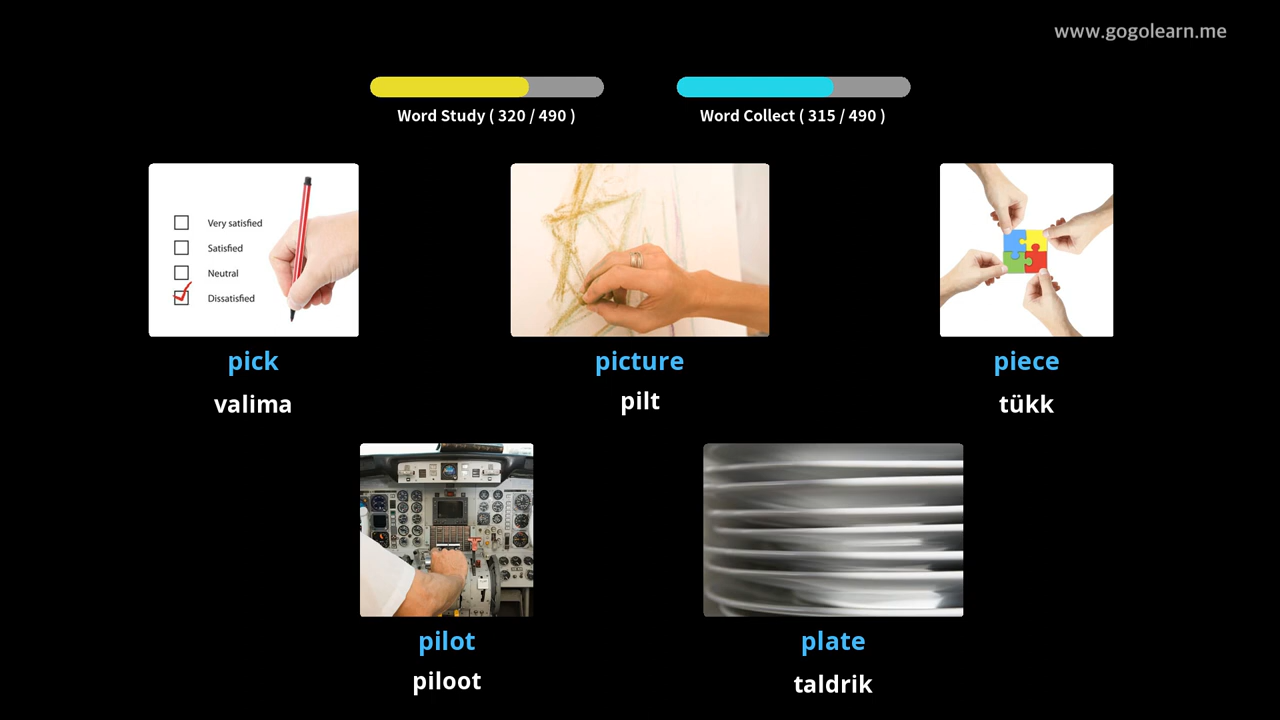 www.gogolearn.me
Word Study ( 320 / 490 )
Word Collect ( 315 / 490 )
Very satisfied
Satisfied
Neutral
Dissatisfied
pick
picture
piece
valima
pilt
tükk
pilot
plate
piloot
taldrik